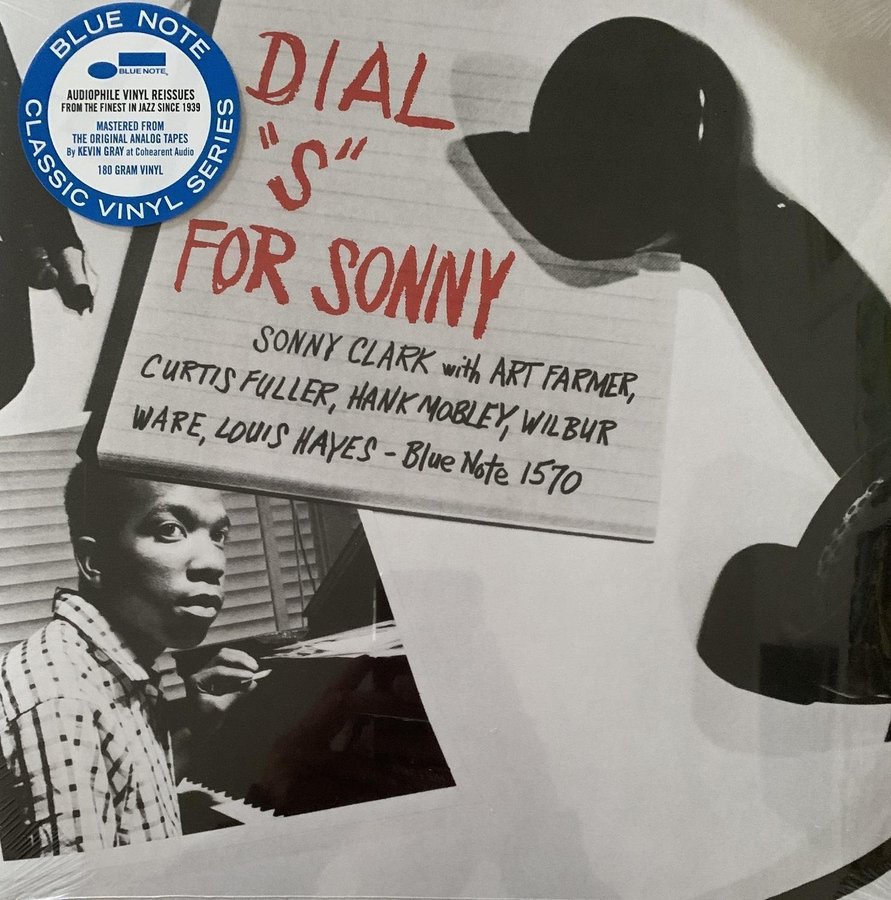 BLUE NOTE
BLUE NOTE
AUDIOPHILE VINYL REISSUES
FROM THE FINEST IN JAZZ SINCE 1939
MASTERED FROM
THE ORIGINAL ANALOG TAPES
By KEVIN GRAY at Cohearent Audio
180 GRAM VINYL
CLASSIC VINYL SERIES
DIAL
"S"
FOR SONNY
SONNY CLARK with ART FARMER,
CURTIS FULLER, HANK MOBLEY, WILBUR
WARE, LOUIS HAYES - Blue Note 1570